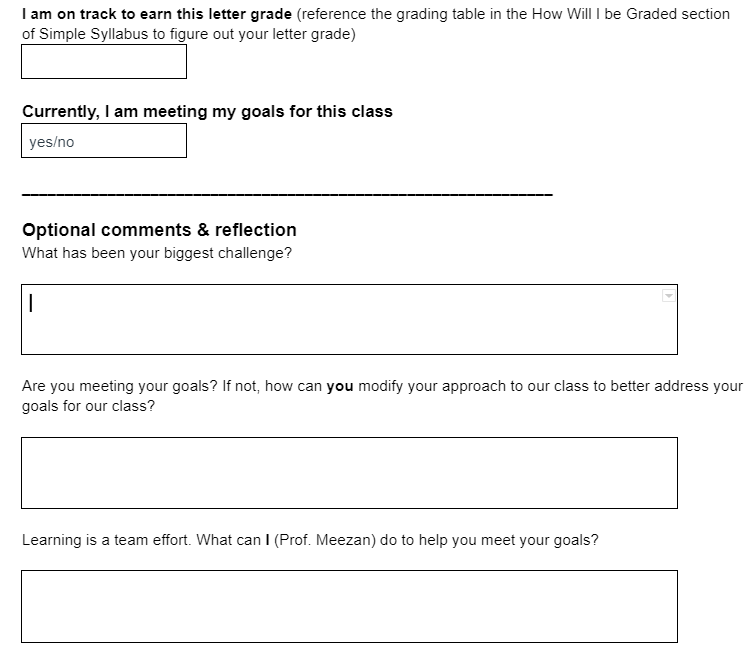 I am on track to earn this letter grade (reference the grading table in the How Will I be Graded section
of Simple Syllabus to figure out your letter grade)
Currently, I am meeting my goals for this class
yes/no
Optional comments & reflection
What has been your biggest challenge?
Are you meeting your goals? If not, how can you modify your approach to our class to better address your
goals for our class?
Learning is a team effort. What can I (Prof. Meezan) do to help you meet your goals?